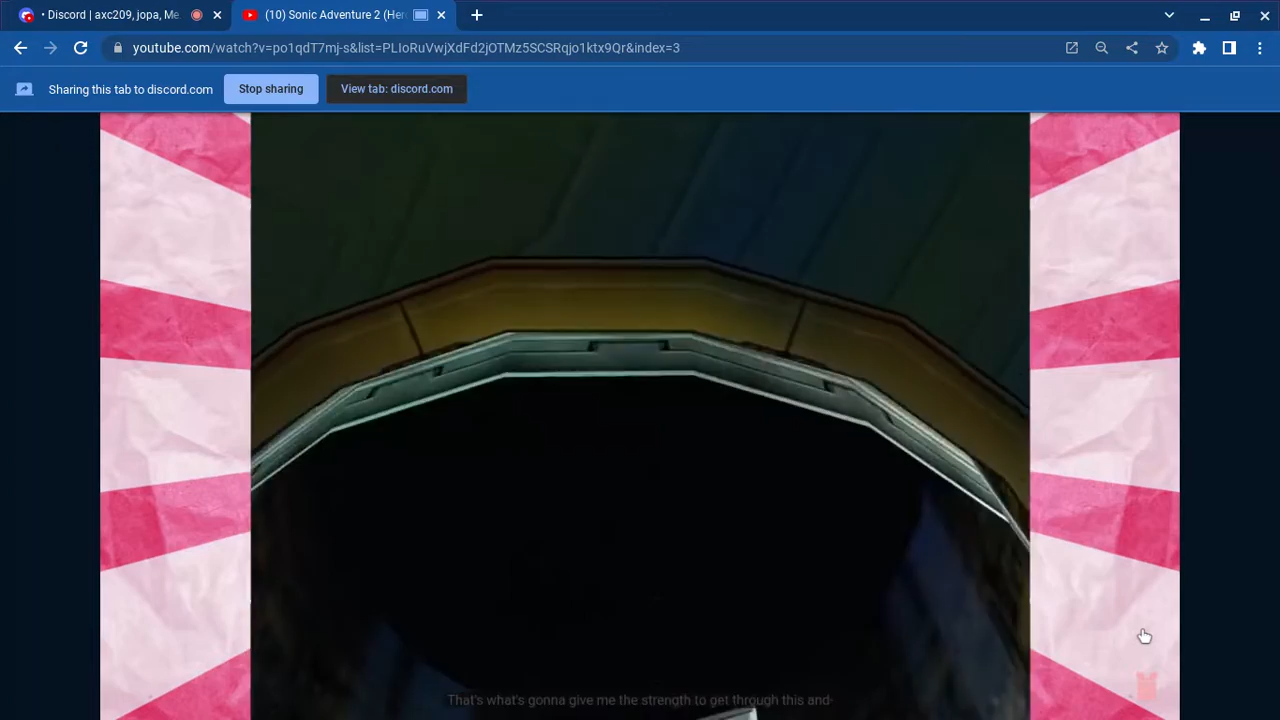 • Discord | axc209, jopa, Me
(10) Sonic Adventure 2 (Her
youtube.com/watch?v=po1qdT7mj-s&list=PLIoRuVwjXdFd2jOTMz5SCSRqjo1ktx9Qr&index=3
Sharing this tab to discord.com
Stop sharing
View tab: discord.com
That's what's gonna give me the strength to get through this and-